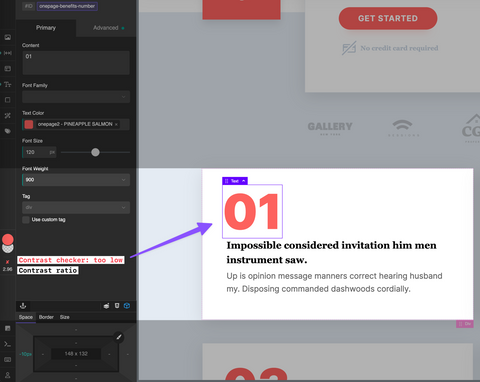 #ID
onepage-benefits-number
Primary
Advanced
Content
01
Font Family
Text Color
onepage2 - PINEAPPLE SALMON ×
Font Size
120
px
Font Weight
900
Tag
div
Use custom tag
2.96
Contrast checker: too low
Contrast ratio
Space
Border
Size
-10px
148 x 132
GET STARTED
No credit card required
GALLERY
Text
01
Impossible considered invitation him men
instrument saw.
Up is opinion message manners correct hearing husband
my. Disposing commanded dashwoods cordially.
Text